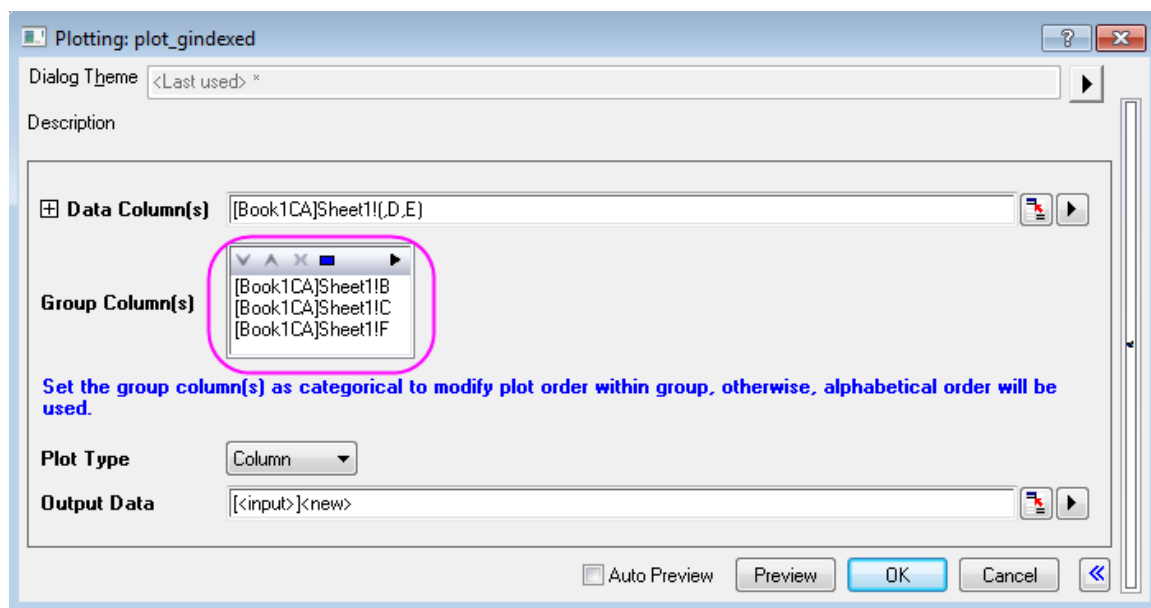 Plotting: plot_gindexed
Dialog Theme <Last used> *
Description
Data Column(s) [Book1CA]Sheet1!(,D,E)
[Book1CA]Sheet1!B
Group Column(s) [Book1CA]Sheet1!C
[Book1CA]Sheet1!F
Set the group column(s) as categorical to modify plot order within group, otherwise, alphabetical order will be
used.
Plot Type Column
Output Data [<input>]<new>
Auto Preview Preview OK Cancel